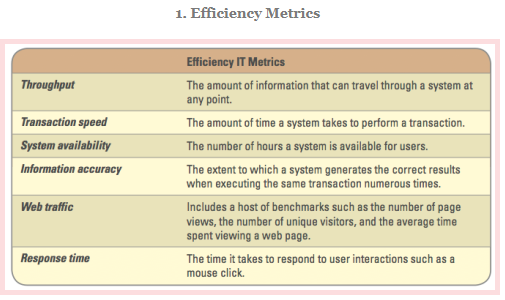 1. Efficiency Metrics
Efficiency IT Metrics
Throughput
The amount of information that can travel through a system at
any point.
Transaction speed
The amount of time a system takes to perform a transaction.
System availability
The number of hours a system is available for users.
Information accuracy
The extent to which a system generates the correct results
when executing the same transaction numerous times.
Web traffic
Includes a host of benchmarks such as the number of page
views, the number of unique visitors, and the average time
spent viewing a web page.
Response time
The time it takes to respond to user interactions such as a
mouse click.